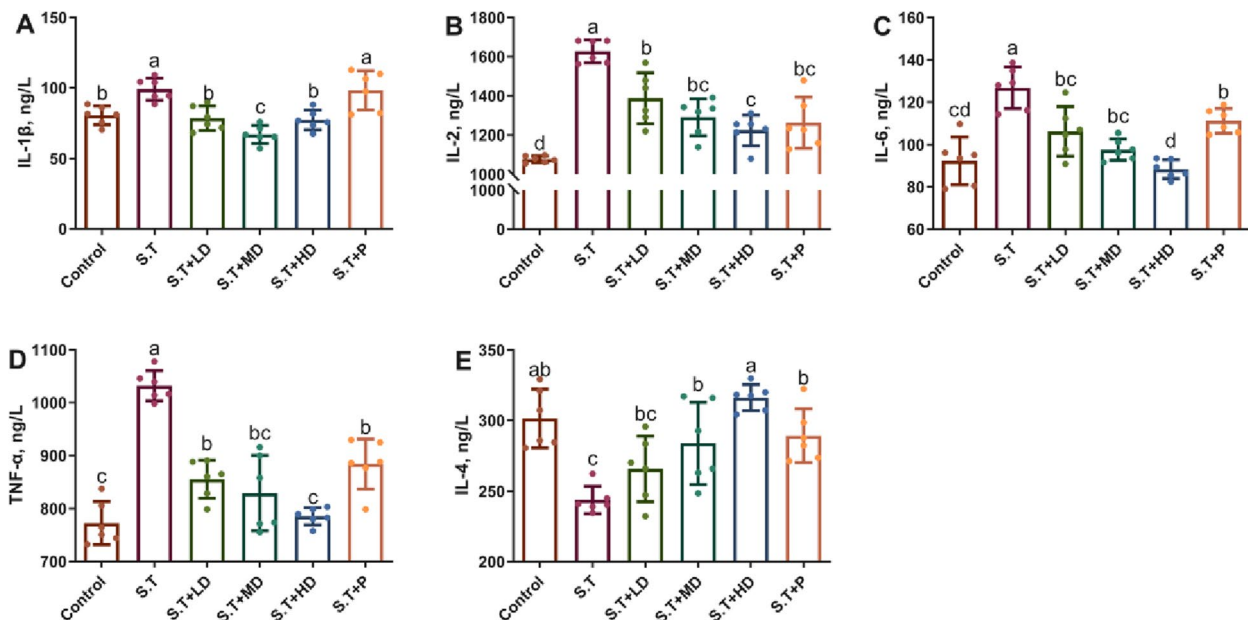 A
IL-1β, ng/L
150
100
50
0
b
a
b
c
b
a
Control
S.T
S.T+LD
S.T+MD
S.T+HD
S.T+P
B
IL-2, ng/L
1800
1600
1400
1200
1000
1000
0
d
a
b
bc
c
bc
Control
S.T
S.T+LD
S.T+MD
S.T+HD
S.T+P
C
IL-6, ng/L
160
140
120
100
80
60
cd
a
bc
bc
d
b
Control
S.T
S.T+LD
S.T+MD
S.T+HD
S.T+P
D
TNF-α, ng/L
1100
1000
900
800
700
c
a
b
bc
c
b
Control
S.T
S.T+LD
S.T+MD
S.T+HD
S.T+P
E
IL-4, ng/L
350
300
250
200
ab
c
bc
b
a
b
Control
S.T
S.T+LD
S.T+MD
S.T+HD
S.T+P